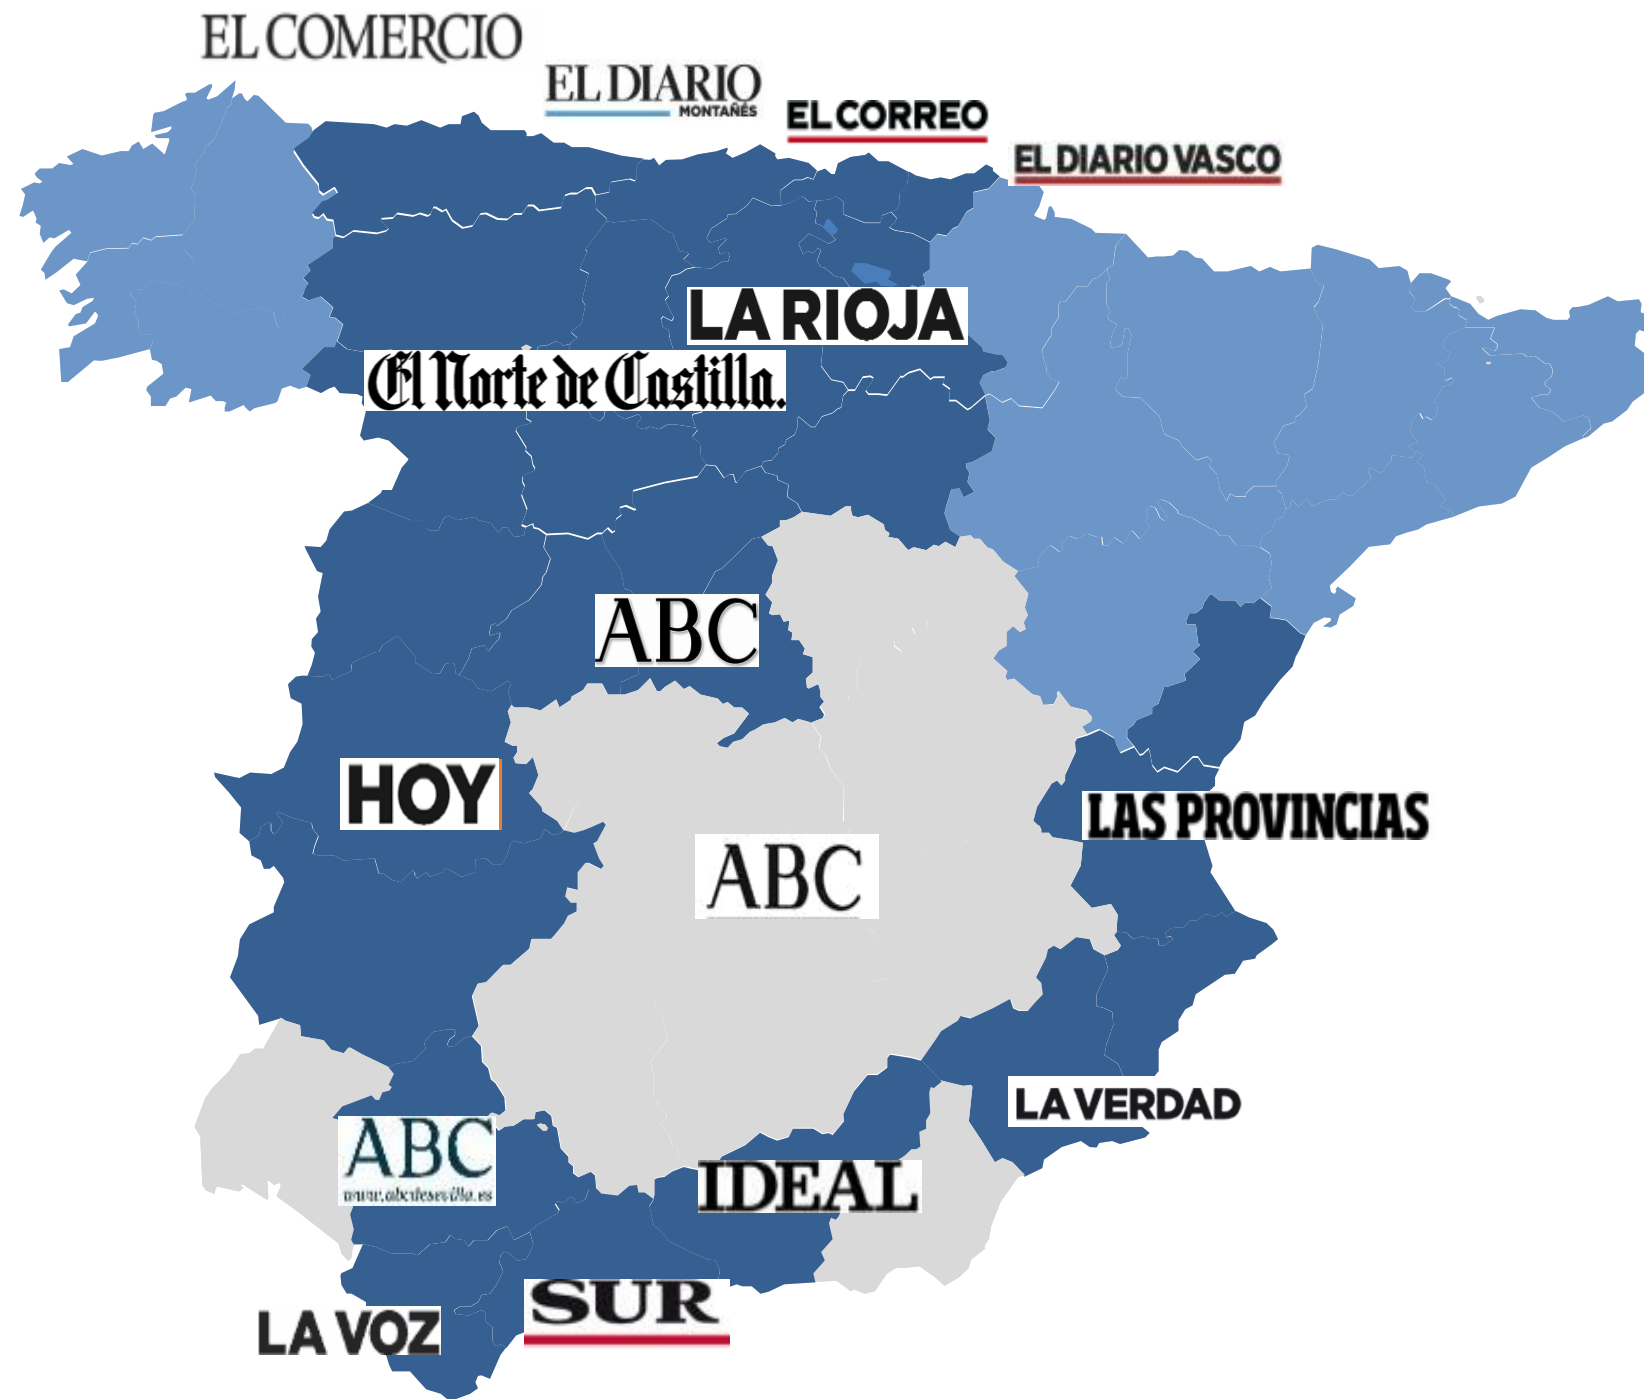 EL COMERCIO
EL DIARIO
MONTAÑÉS
EL CORREO
EL DIARIO VASCO
LA RIOJA
El Norte de Castilla.
ABC
HOY
LAS PROVINCIAS
ABC
LA VERDAD
ABC
www.abcdesevilla.es
IDEAL
SUR
LA VOZ